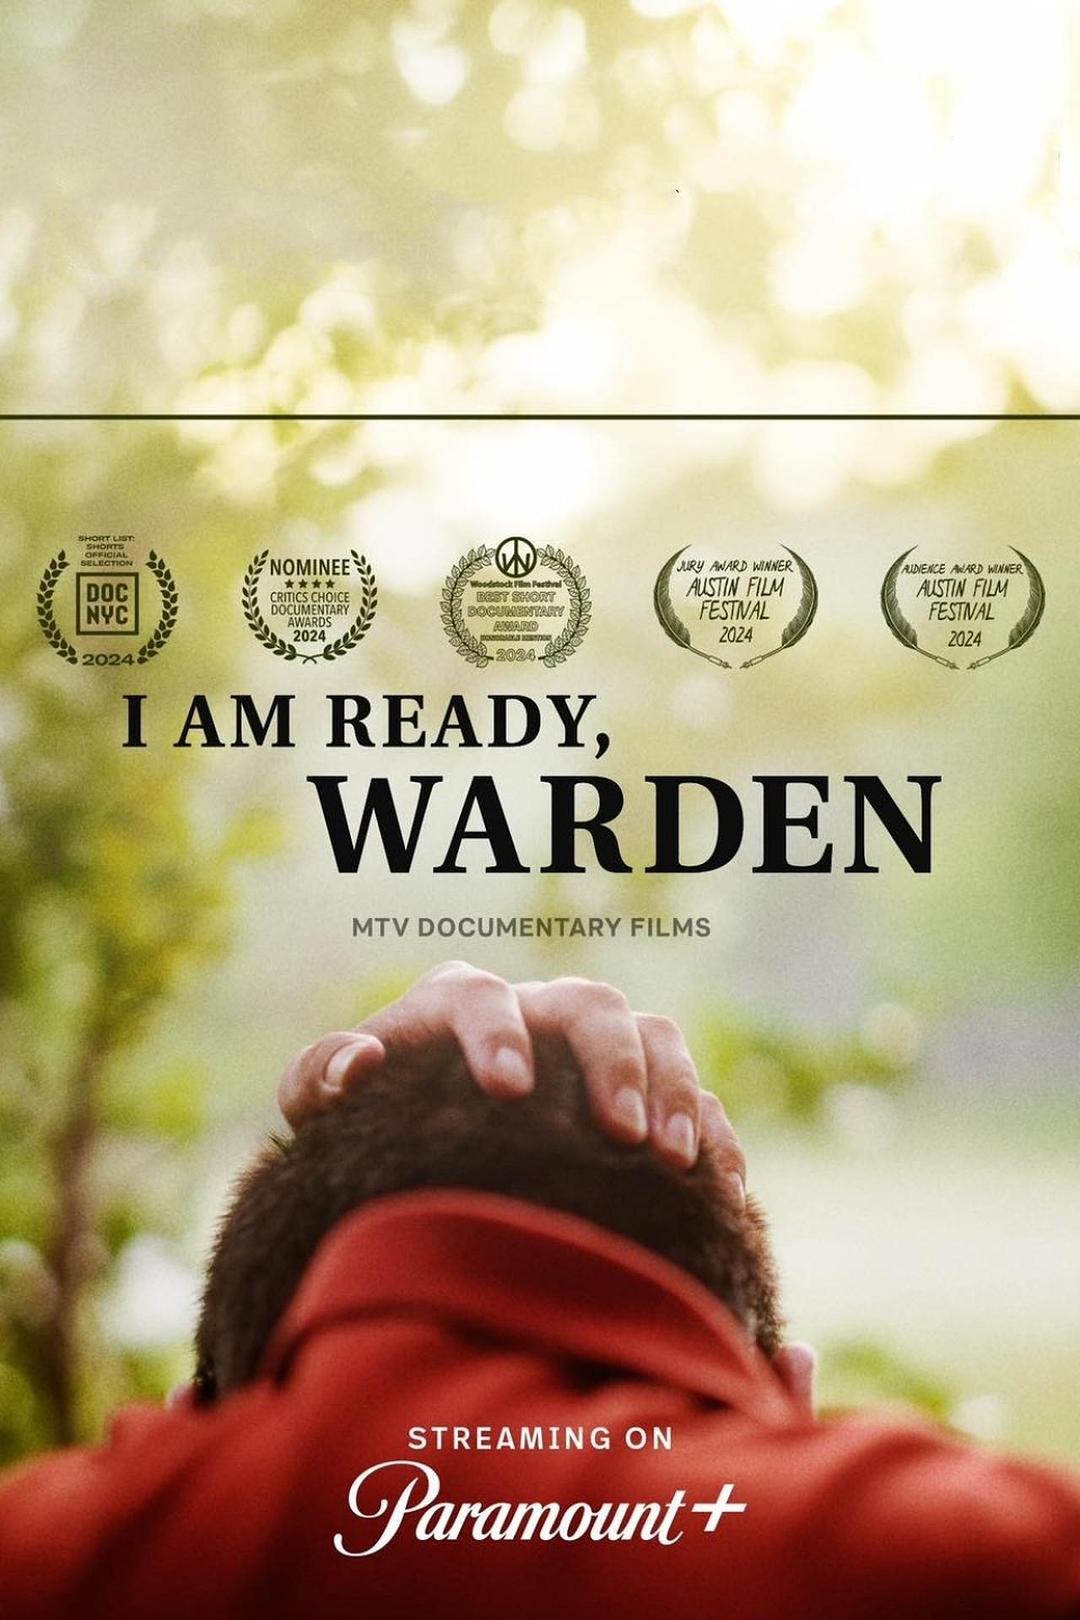 SHORT LIST:
SHORTS
OFFICIAL
SELECTION
DOC
NYC
2024
NOMINEE
CRITICS CHOICE
DOCUMENTARY
AWARDS
2024
Woodstock Film Festival
BEST SHORT
DOCUMENTARY
AWARD
HONORABLE MENTION
2024
JURY AWARD WINNER
AUSTIN FILM
FESTIVAL
2024
AUDIENCE AWARD WINNER
AUSTIN FILM
FESTIVAL
2024
I AM READY,
WARDEN
MTV DOCUMENTARY FILMS
STREAMING ON
Paramount+